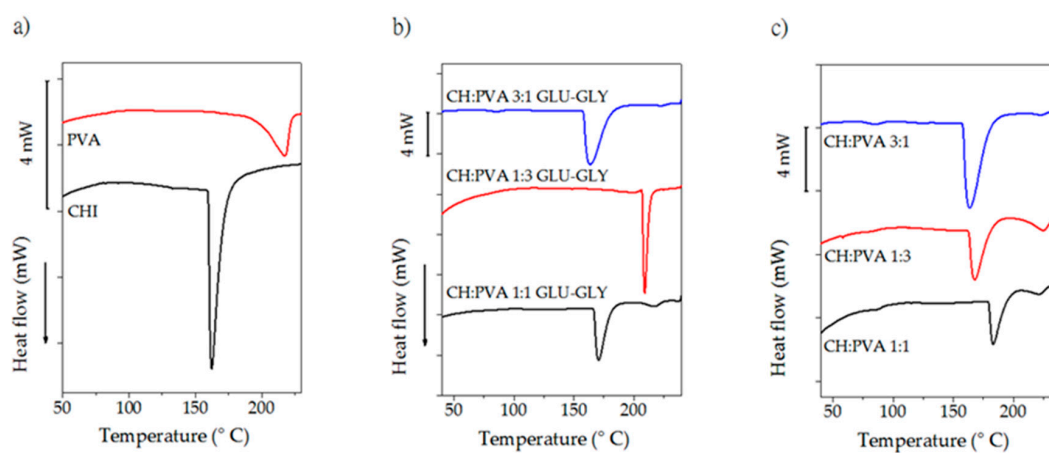 a)
4 mW
Heat flow (mW)
PVA
CHI
50 100 150 200
Temperature (° C)
b)
4 mW
Heat flow (mW)
CH:PVA 3:1 GLU-GLY
CH:PVA 1:3 GLU-GLY
CH:PVA 1:1 GLU-GLY
50 100 150 200
Temperature (° C)
c)
4 mW
Heat flow (mW)
CH:PVA 3:1
CH:PVA 1:3
CH:PVA 1:1
50 100 150 200
Temperature (° C)